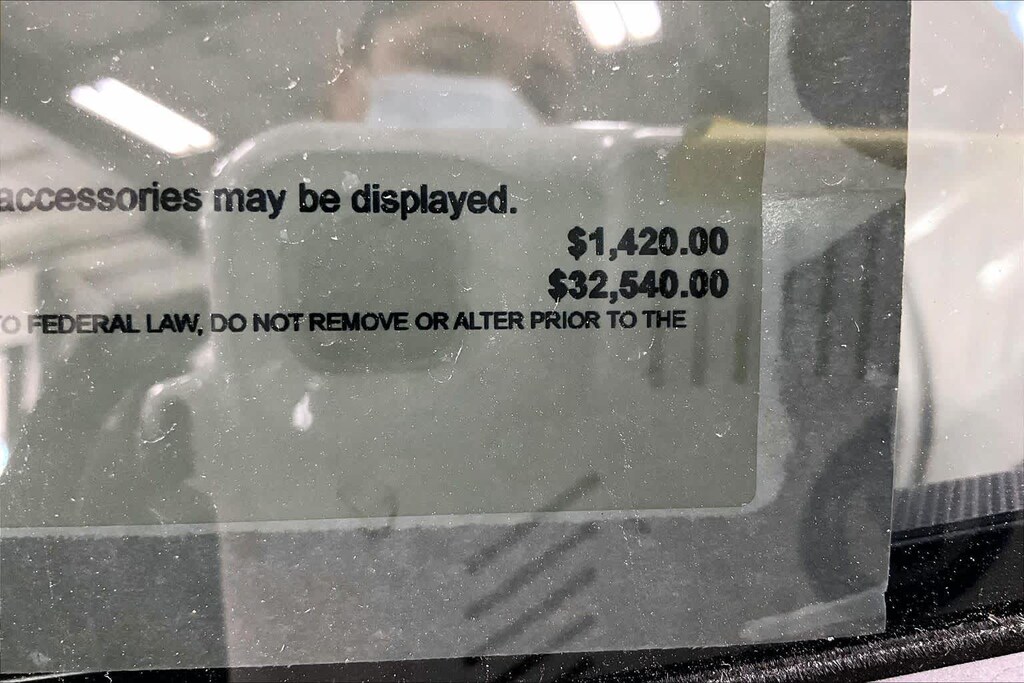 accessories may be displayed.
$1,420.00
$32,540.00
O FEDERAL LAW, DO NOT REMOVE OR ALTER PRIOR TO THE